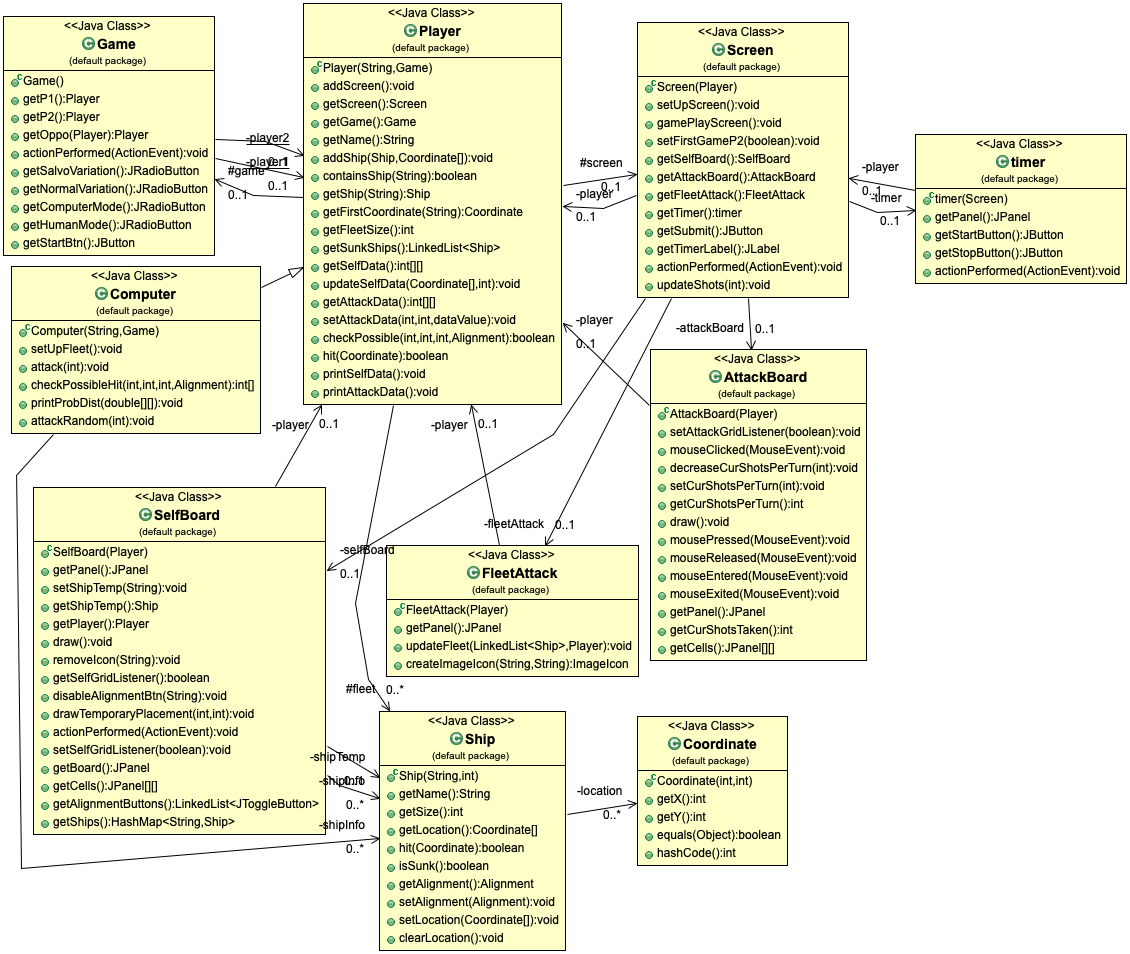 <<Java Class>>
Game
(default package)
Game()
getP1():Player
getP2():Player
getOppo(Player):Player
actionPerformed(ActionEvent):void
getSalvoVariation():JRadioButton
getNormalVariation():JRadioButton
getComputerMode():JRadioButton
getHumanMode():JRadioButton
getStartBtn():JButton
<<Java Class>>
Player
(default package)
Player(String,Game)
addScreen():void
getScreen():Screen
getGame():Game
getName():String
addShip(Ship,Coordinate[]):void
containsShip(String):boolean
getShip(String):Ship
getFirstCoordinate(String):Coordinate
getFleetSize():int
getSunkShips():LinkedList<Ship>
getSelfData():int[][]
updateSelfData(Coordinate[],int):void
getAttackData():int[][]
setAttackData(int,int,dataValue):void
checkPossible(int,int,int,Alignment):boolean
hit(Coordinate):boolean
printSelfData():void
printAttackData():void
<<Java Class>>
Screen
(default package)
Screen(Player)
setUpScreen():void
gamePlayScreen():void
setFirstGameP2(boolean):void
getSelfBoard():SelfBoard
getAttackBoard():AttackBoard
getFleetAttack():FleetAttack
getTimer():timer
getSubmit():JButton
getTimerLabel():JLabel
actionPerformed(ActionEvent):void
updateShots(int):void
<<Java Class>>
timer
(default package)
timer(Screen)
getPanel():JPanel
getStartButton():JButton
getStopButton():JButton
actionPerformed(ActionEvent):void
-player2
-player1
0..1
#game
0..1
0..1
#screen
0..1
-player
0..1
-player
0..1
-timer
0..1
<<Java Class>>
Computer
(default package)
Computer(String,Game)
setUpFleet():void
attack(int):void
checkPossibleHit(int,int,int,Alignment):int[]
printProbDist(double[][]):void
attackRandom(int):void
-player
0..1
-attackBoard
0..1
<<Java Class>>
AttackBoard
(default package)
AttackBoard(Player)
setAttackGridListener(boolean):void
mouseClicked(MouseEvent):void
decreaseCurShotsPerTurn(int):void
setCurShotsPerTurn(int):void
getCurShotsPerTurn():int
draw():void
mousePressed(MouseEvent):void
mouseReleased(MouseEvent):void
mouseEntered(MouseEvent):void
mouseExited(MouseEvent):void
getPanel():JPanel
getCurShotsTaken():int
getCells():JPanel[][]
-player
0..1
-player
0..1
<<Java Class>>
SelfBoard
(default package)
SelfBoard(Player)
getPanel():JPanel
setShipTemp(String):void
getShipTemp():Ship
getPlayer():Player
draw():void
removeIcon(String):void
getSelfGridListener():boolean
disableAlignmentBtn(String):void
drawTemporaryPlacement(int,int):void
actionPerformed(ActionEvent):void
setSelfGridListener(boolean):void
getBoard():JPanel
getCells():JPanel[][]
getAlignmentButtons():LinkedList<JToggleButton>
getShips():HashMap<String,Ship>
-fleetAttack
0..1
-selfBoard
0..1
<<Java Class>>
FleetAttack
(default package)
FleetAttack(Player)
getPanel():JPanel
updateFleet(LinkedList<Ship>,Player):void
createImageIcon(String,String):ImageIcon
#fleet
0..*
-shipTemp
0..1
-shipInfo
0..*
-shipInfo
0..*
<<Java Class>>
Ship
(default package)
Ship(String,int)
getName():String
getSize():int
getLocation():Coordinate[]
hit(Coordinate):boolean
isSunk():boolean
getAlignment():Alignment
setAlignment(Alignment):void
setLocation(Coordinate[]):void
clearLocation():void
-location
0..*
<<Java Class>>
Coordinate
(default package)
Coordinate(int,int)
getX():int
getY():int
equals(Object):boolean
hashCode():int